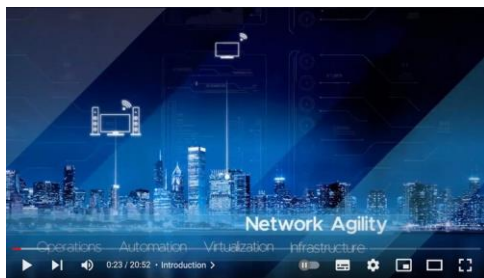 Network Agility
Operations Automation Virtualization Infrastructure
0:23 / 20:52 • Introduction >